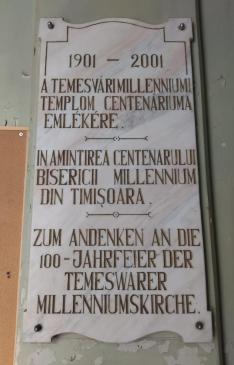 1901 - 2001
A TEMESVÁRI MILLENNIUMI
TEMPLOM CENTENÁRIUMA
EMLÉKÉRE.
IN AMINTIREA CENTENARULUI
BISERICII MILLENNIUM
DIN TIMIȘOARA.
ZUM ANDENKEN AN DIE
100-JAHRFEIER DER
TEMESWARER
MILLENNIUMSKIRCHE.